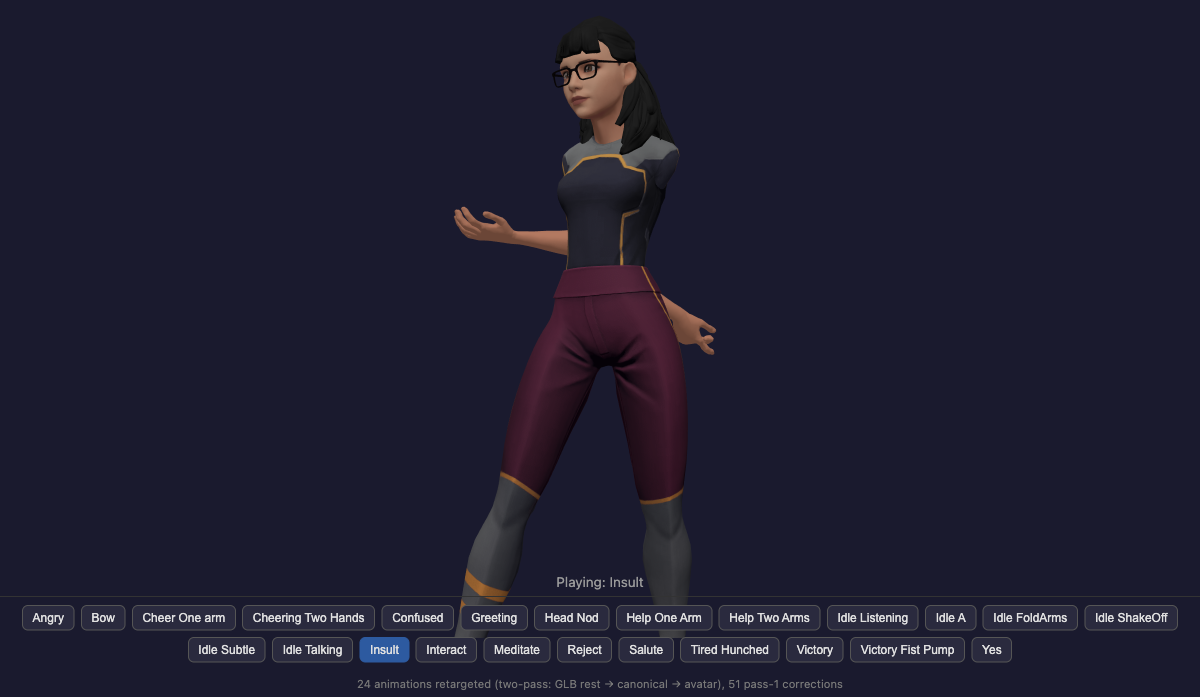 Playing: Insult
Angry Bow Cheer One arm Cheering Two Hands Confused Greeting Head Nod Help One Arm Help Two Arms Idle Listening Idle A Idle FoldArms Idle ShakeOff
Idle Subtle Idle Talking Insult Interact Meditate Reject Salute Tired Hunched Victory Victory Fist Pump Yes
24 animations retargeted (two-pass: GLB rest → canonical → avatar), 51 pass-1 corrections